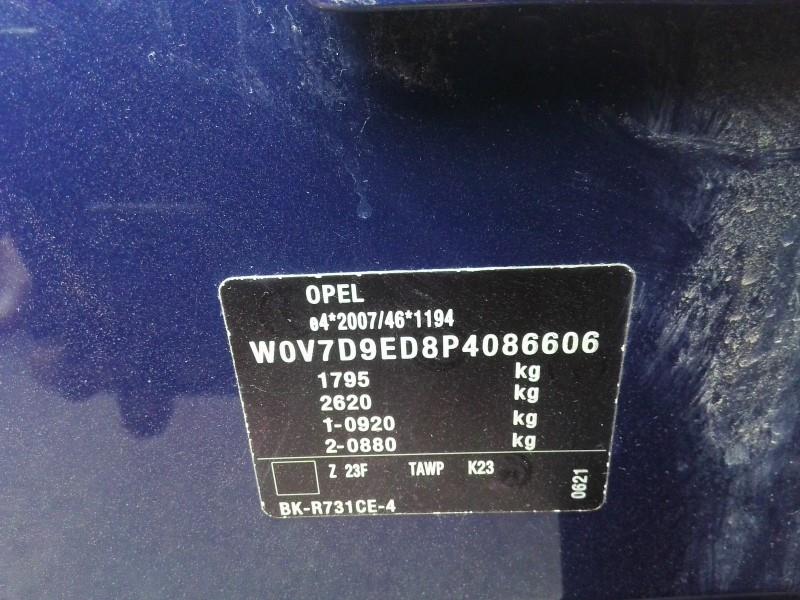 OPEL
e4*2007/46*1194
W0V7D9ED8P4086606
1795 kg
2620 kg
1-0920 kg
2-0880 kg
Z 23F TAWP K23
0621
BK-R731CE-4